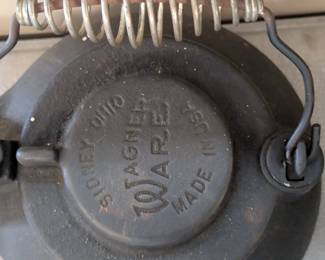 SIDNEY OHIO
WAGNER
WARE
MADE IN USA